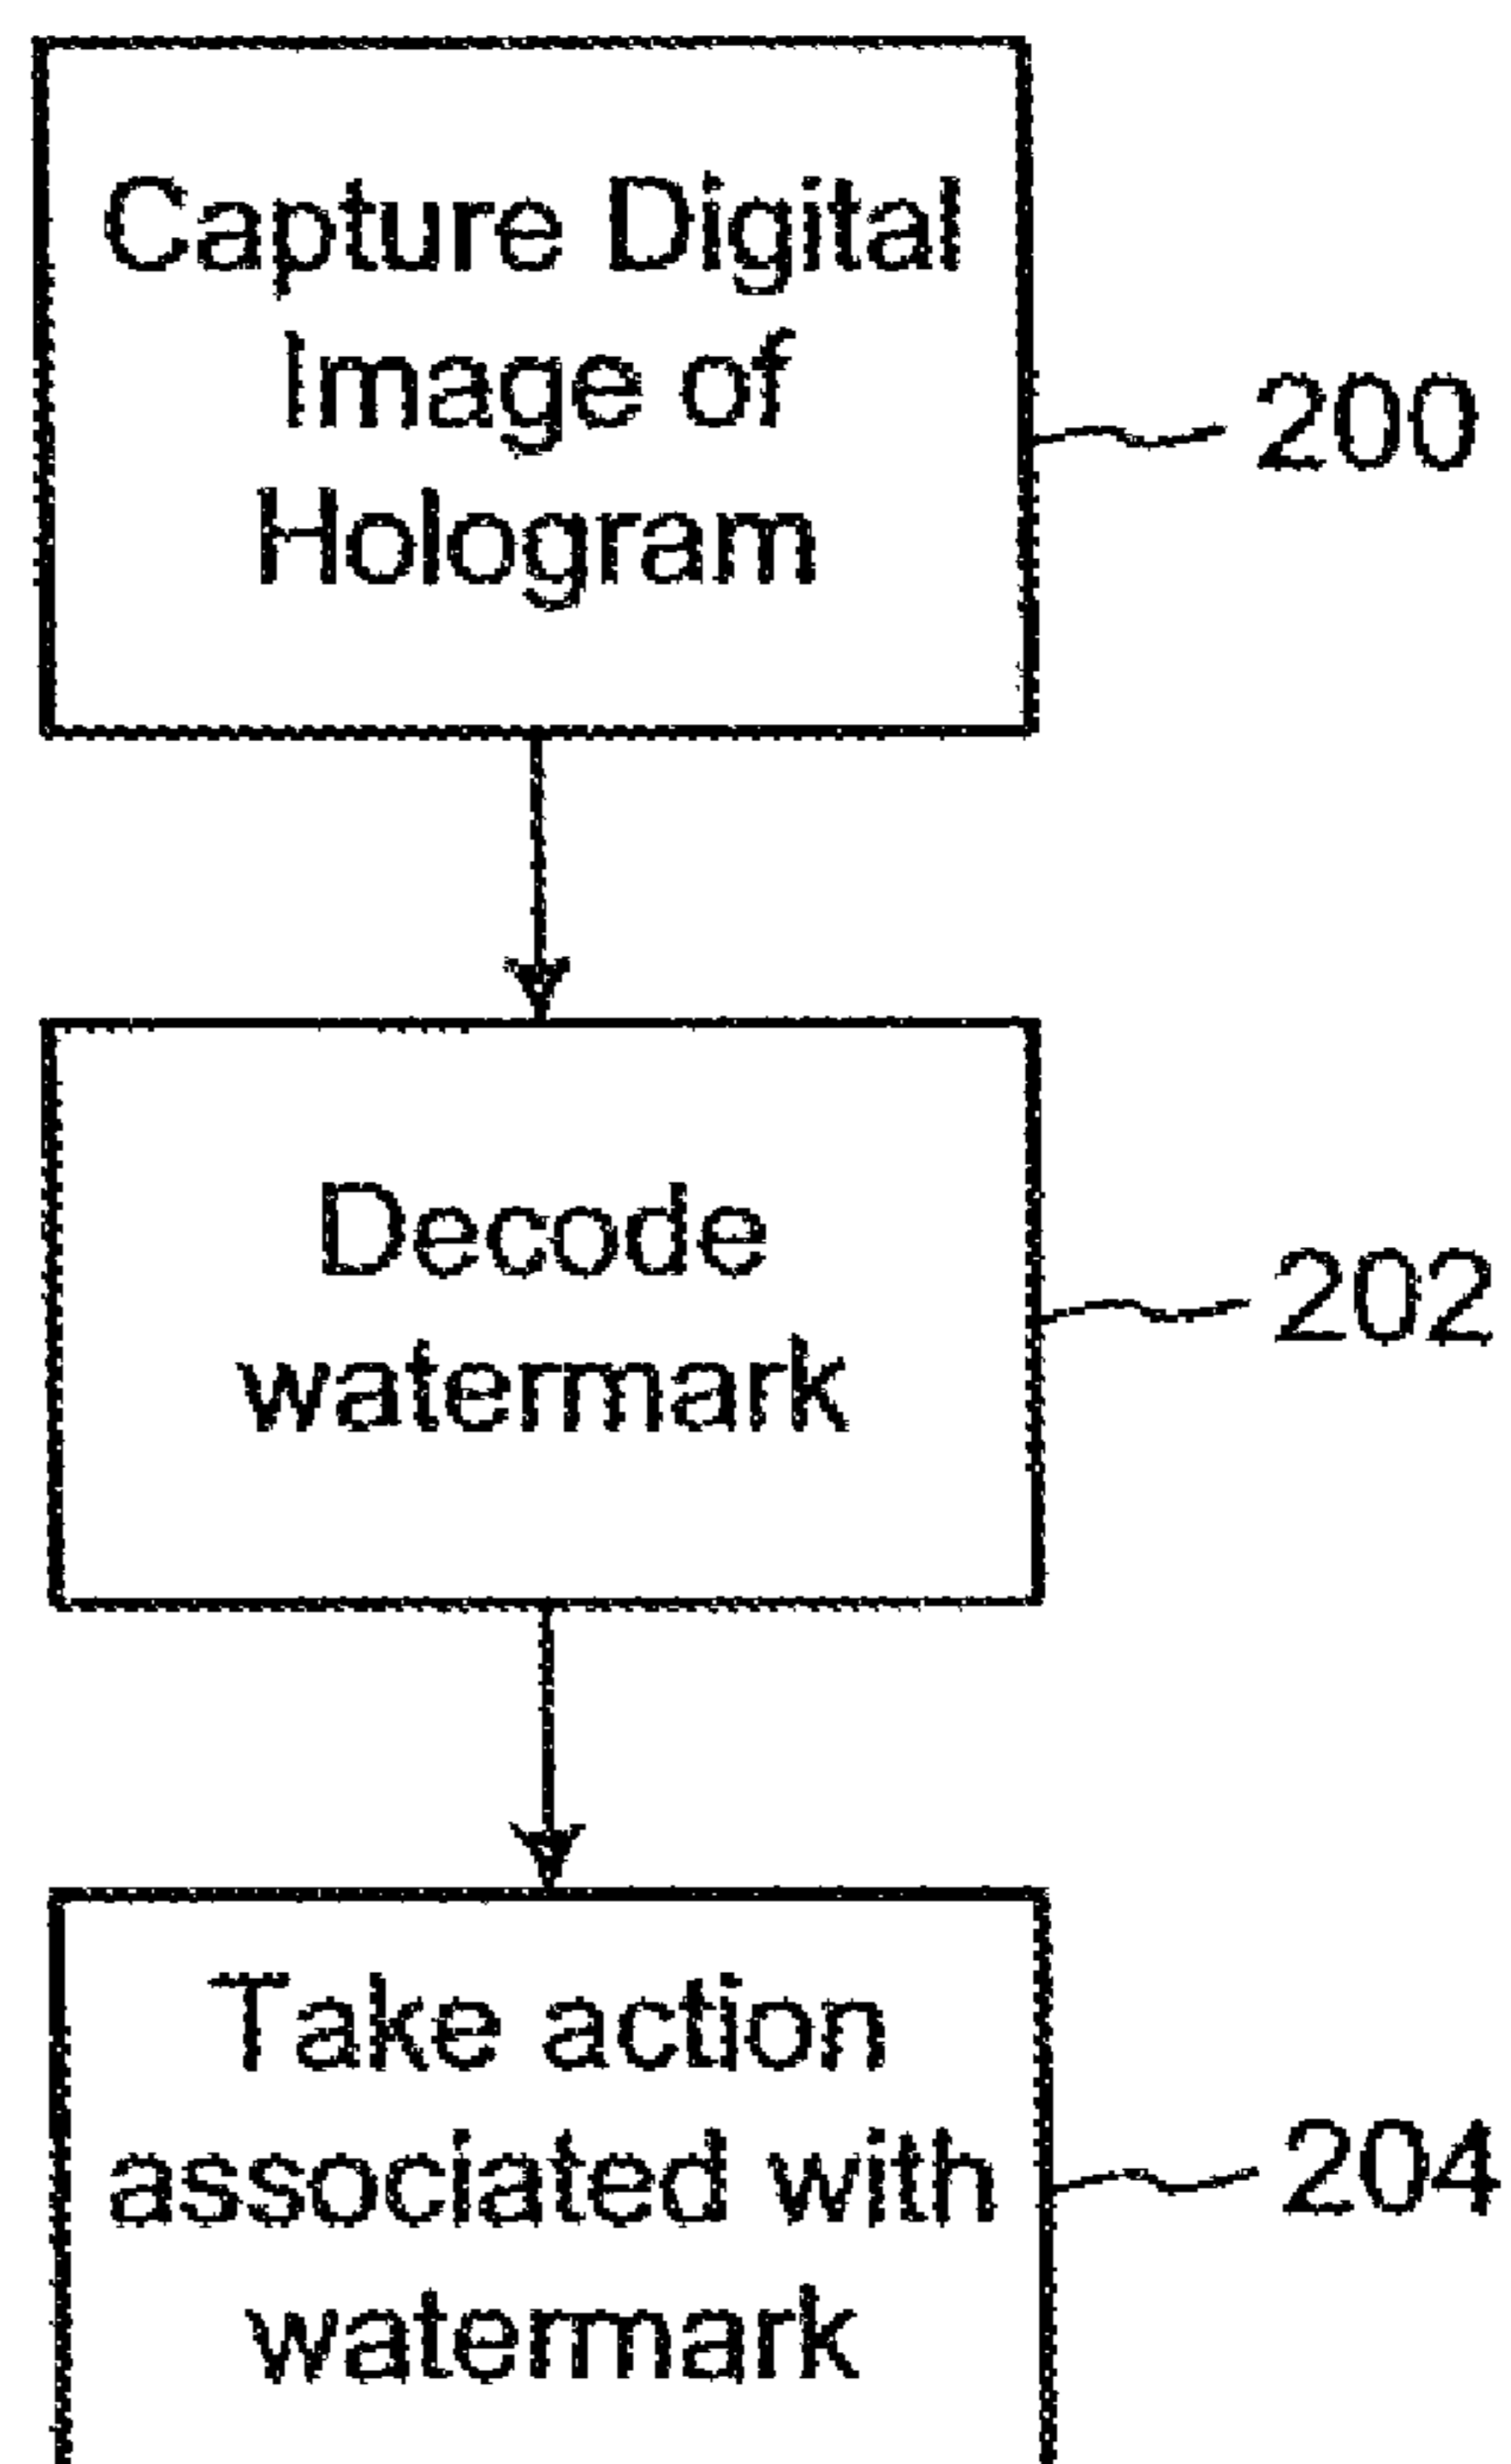 Capture Digital
Image of
Hologram
200
Decode
watermark
202
Take action
associated with
watermark
204